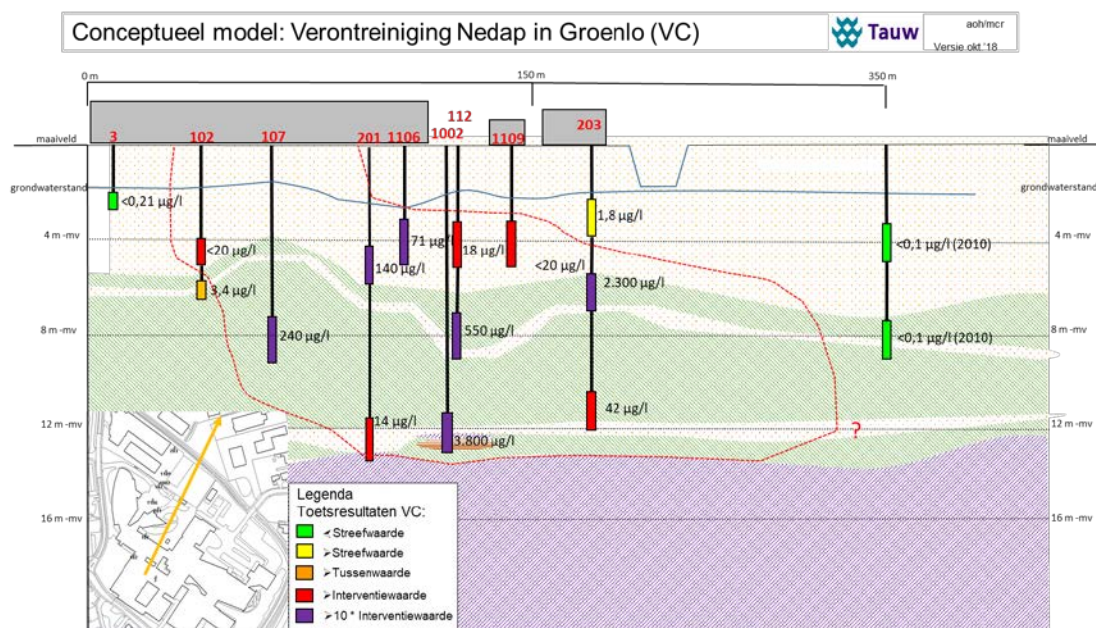 Conceptueel model: Verontreiniging Nedap in Groenlo (VC)
Tauw
aoh/mcr
Versie okt.'18
0 m
150 m
350 m
maaiveld
3
102
107
201
1106
1002
112
1109
203
maaiveld
grondwaterstand
grondwaterstand
<0,21 µg/l
1,8 µg/l
4 m -mv
<20 µg/l
71 µg/l
18 µg/l
<0,1 µg/l (2010)
4 m -mv
140 µg/l
<20 µg/l
3,4 µg/l
2.300 µg/l
8 m -mv
240 µg/l
550 µg/l
<0,1 µg/l (2010)
8 m -mv
14 µg/l
42 µg/l
12 m -mv
3.800 µg/l
?
12 m -mv
16 m -mv
16 m -mv
Legenda
Toetsresultaten VC:
< Streefwaarde
> Streefwaarde
> Tussenwaarde
> Interventiewaarde
> 10 * Interventiewaarde